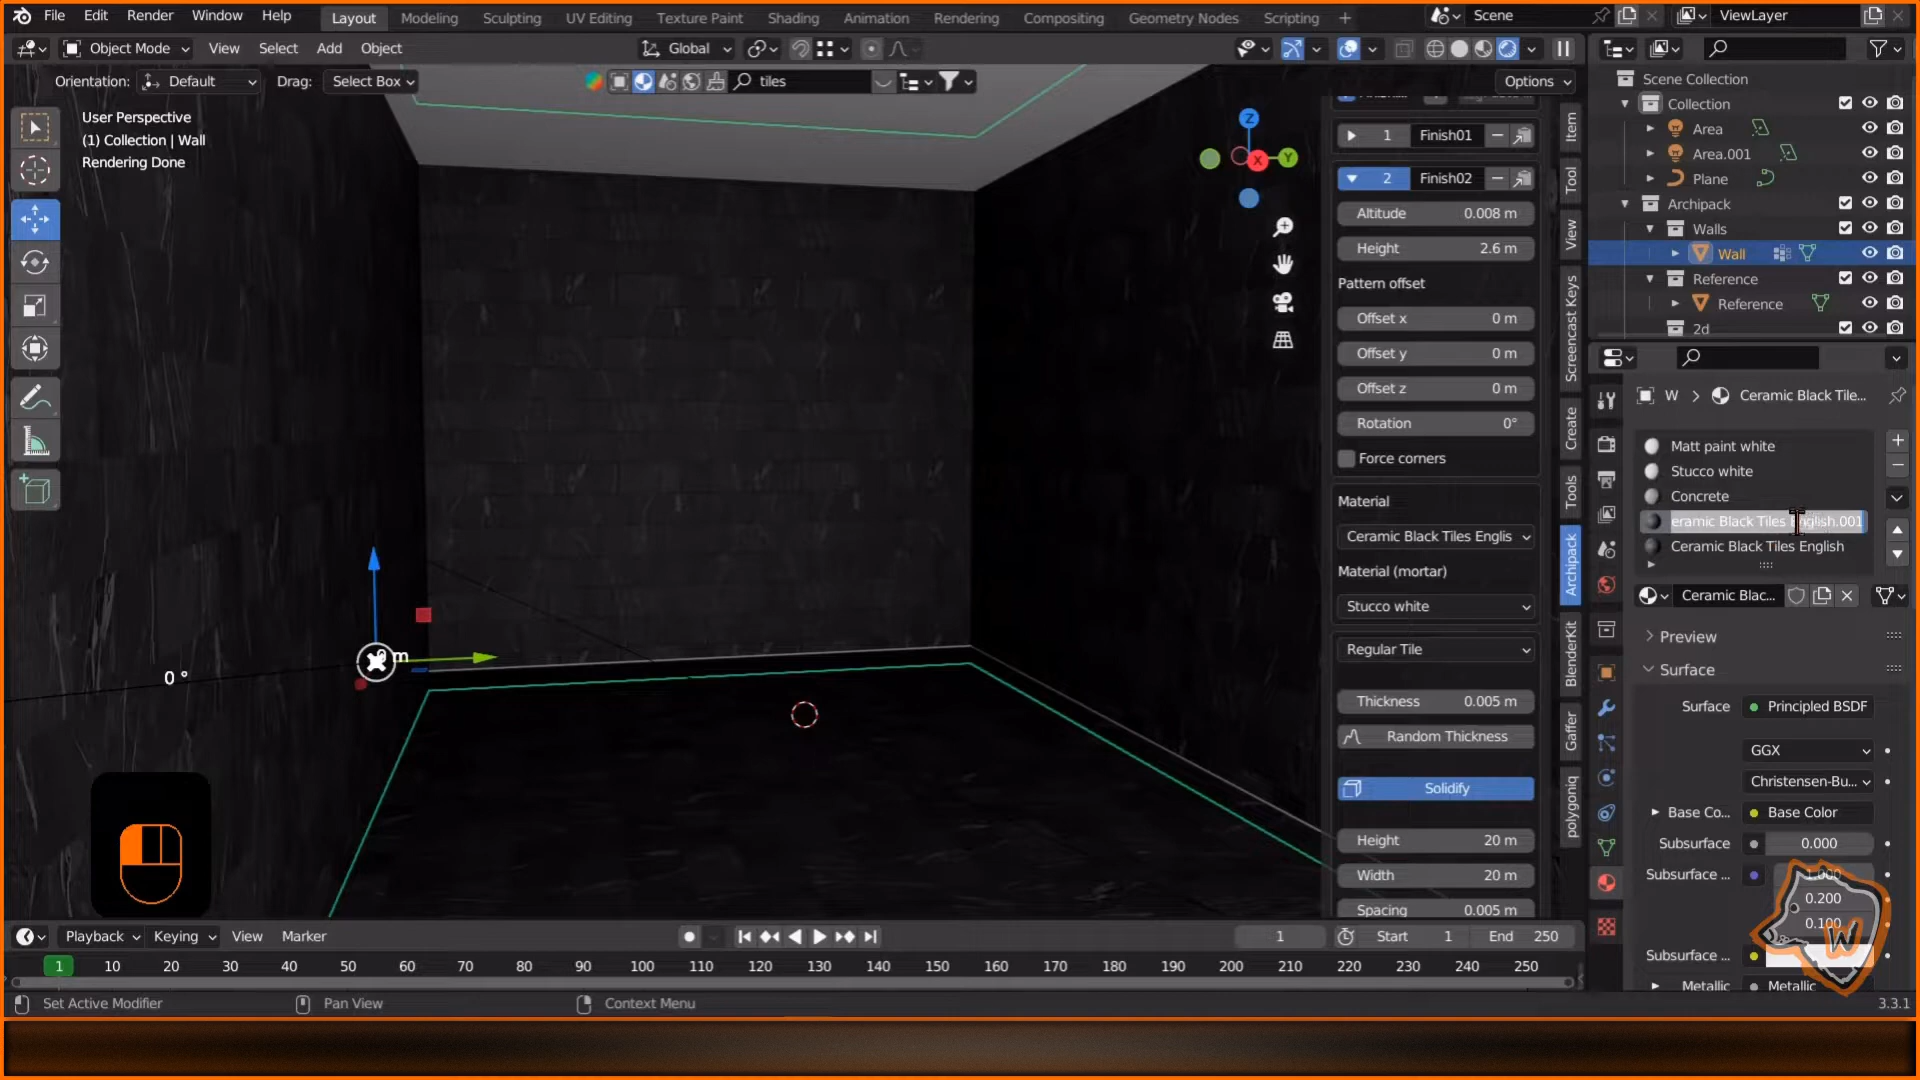 File Edit Render Window Help Layout Modeling Sculpting UV Editing Texture Paint Shading Animation Rendering Compositing Geometry Nodes Scripting + Scene ViewLayer
Object Mode View Select Add Object Global
Orientation: Default Drag: Select Box tiles Options
User Perspective
(1) Collection | Wall
Rendering Done
Z
Y
X
0 °
m
1 Finish01
2 Finish02
Altitude 0.008 m
Height 2.6 m
Pattern offset
Offset x 0 m
Offset y 0 m
Offset z 0 m
Rotation 0°
Force corners
Material
Ceramic Black Tiles Englis
Material (mortar)
Stucco white
Regular Tile
Thickness 0.005 m
Random Thickness
Solidify
Height 20 m
Width 20 m
Spacing 0.005 m
Item
Tool
View
Screencast Keys
Create
Tools
Archipack
BlenderKit
Gaffer
polygoniq
Scene Collection
Collection
Area
Area.001
Plane
Archipack
Walls
Wall
Reference
Reference
2d
W > Ceramic Black Tile...
Matt paint white
Stucco white
Concrete
eramic Black Tiles English.001
Ceramic Black Tiles English
Ceramic Blac...
Preview
Surface
Surface Principled BSDF
GGX
Christensen-Bu...
Base Co... Base Color
Subsurface 0.000
Subsurface ... 1.000
0.200
0.100
Subsurface ...
Metallic Metallic
W
Playback Keying View Marker 1 Start 1 End 250
1 10 20 30 40 50 60 70 80 90 100 110 120 130 140 150 160 170 180 190 200 210 220 230 240 250
Set Active Modifier Pan View Context Menu 3.3.1